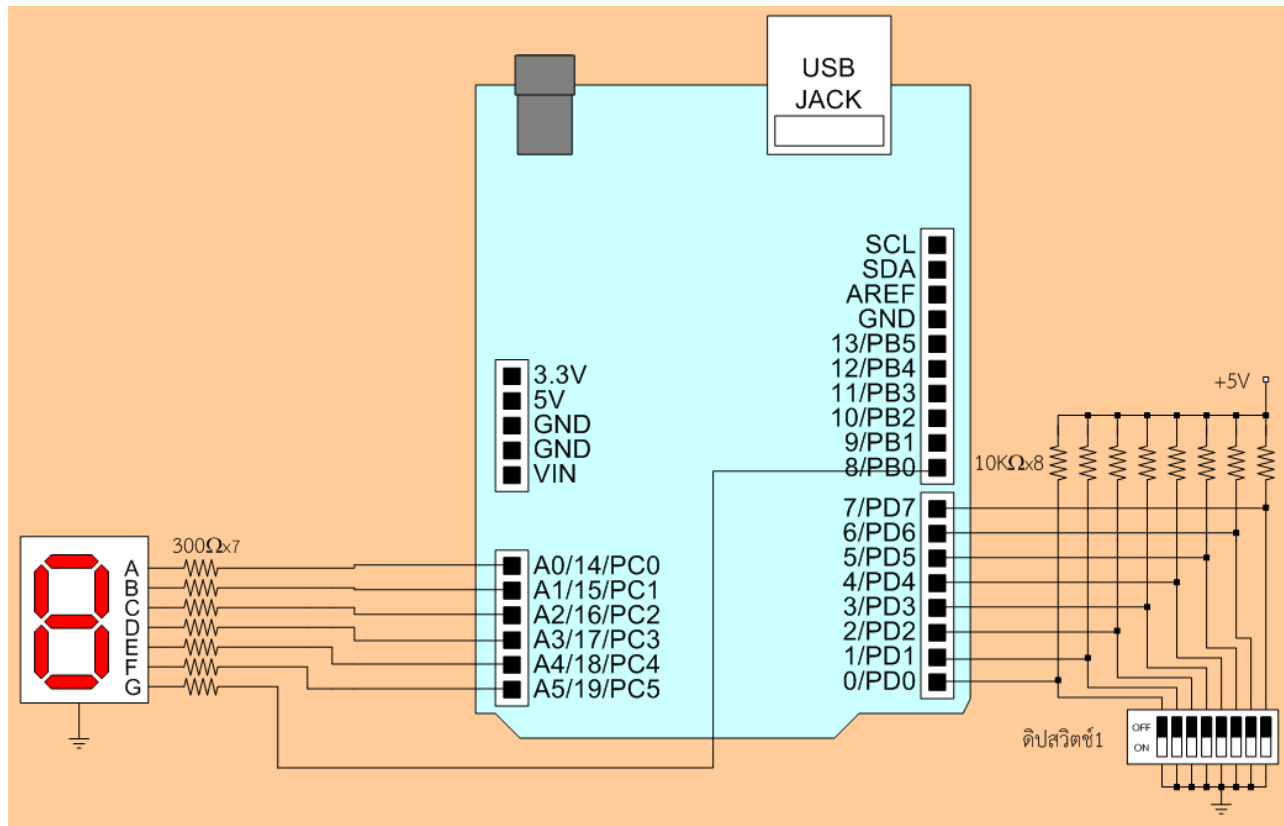 USB
JACK
SCL
SDA
AREF
GND
13/PB5
12/PB4
11/PB3
10/PB2
9/PB1
8/PB0
3.3V
5V
GND
GND
VIN
+5V
10KΩx8
7/PD7
6/PD6
5/PD5
4/PD4
3/PD3
2/PD2
1/PD1
0/PD0
300Ωx7
A
B
C
D
E
F
G
A0/14/PC0
A1/15/PC1
A2/16/PC2
A3/17/PC3
A4/18/PC4
A5/19/PC5
ดิปสวิตช์1
OFF
ON